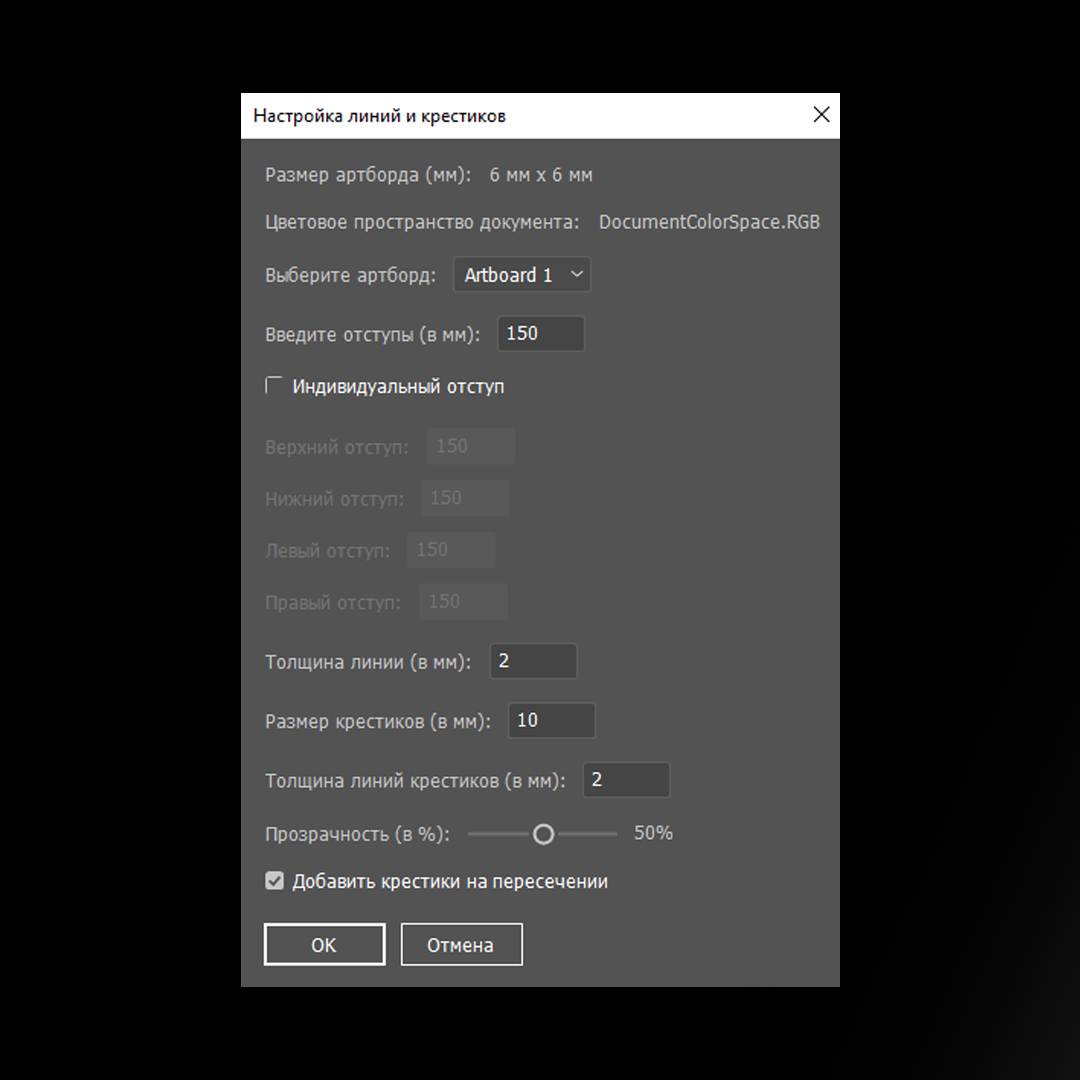 Настройка линий и крестиков
Размер артборда (мм): 6 мм x 6 мм
Цветовое пространство документа: DocumentColorSpace.RGB
Выберите артборд: Artboard 1
Введите отступы (в мм): 150
Индивидуальный отступ
Верхний отступ: 150
Нижний отступ: 150
Левый отступ: 150
Правый отступ: 150
Толщина линии (в мм): 2
Размер крестиков (в мм): 10
Толщина линий крестиков (в мм): 2
Прозрачность (в %): 50%
Добавить крестики на пересечении
OK Отмена